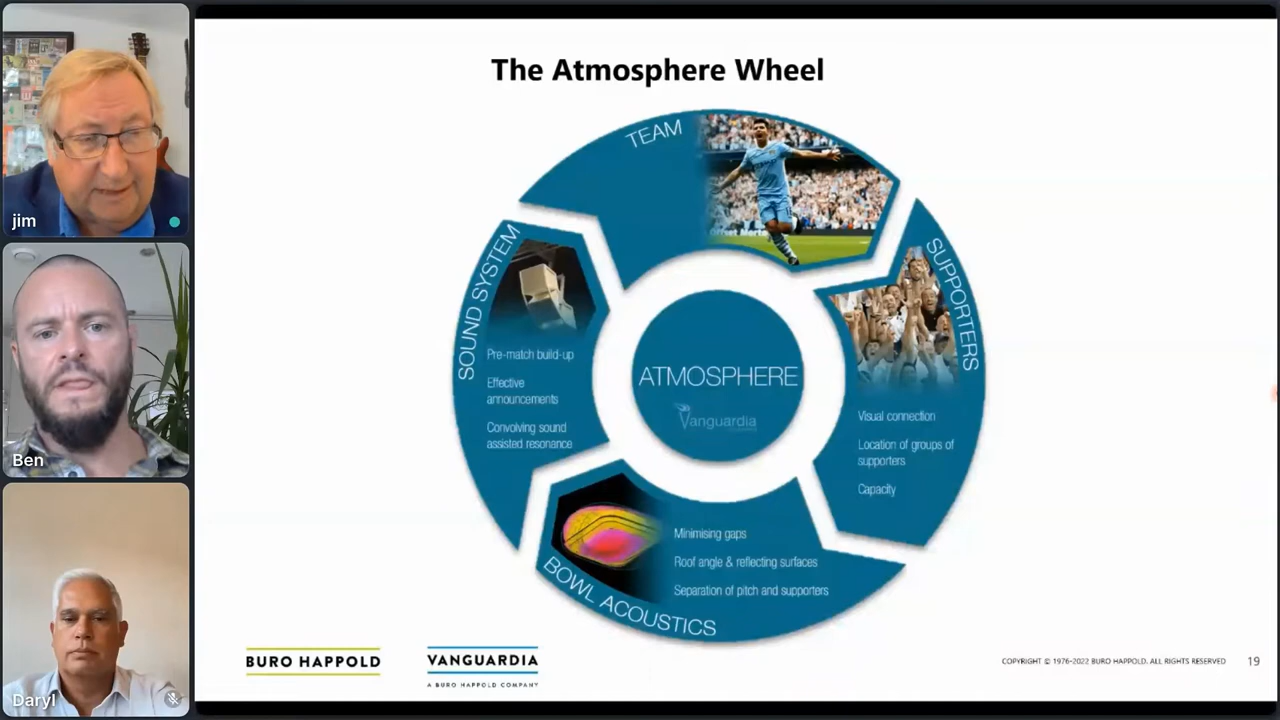 The Atmosphere Wheel
TEAM
SUPPORTERS
Visual connection
Location of groups of
supporters
Capacity
BOWL ACOUSTICS
Minimising gaps
Roof angle & reflecting surfaces
Separation of pitch and supporters
SOUND SYSTEM
Pre-match build-up
Effective
announcements
Convolving sound
assisted resonance
ATMOSPHERE
Vanguardia
BURO HAPPOLD
VANGUARDIA
A BURO HAPPOLD COMPANY
COPYRIGHT © 1976-2022 BURO HAPPOLD. ALL RIGHTS RESERVED
19
jim
Ben
Daryl